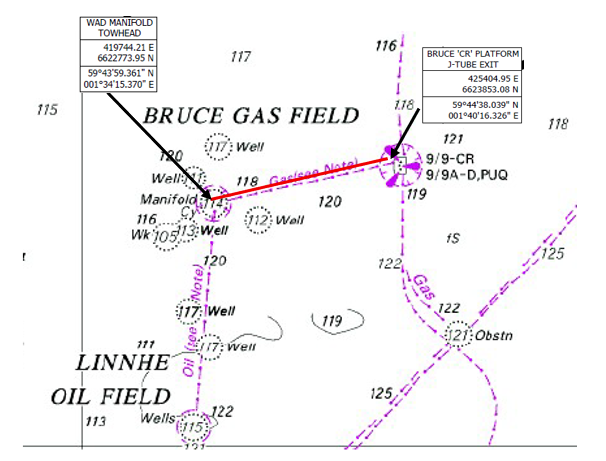 WAD MANIFOLD
TOWHEAD
419744.21 E
6622773.95 N
59°43'59.361" N
001°34'15.370" E
BRUCE 'CR' PLATFORM
J-TUBE EXIT
425404.95 E
6623853.08 N
59°44'38.039" N
001°40'16.326" E
116
117
115
118
BRUCE GAS FIELD
118
121
120
117 Well
Well
118
Gas (see Note)
9/9-CR
9/9A-D,PUQ
119
Manifold
114
Cy
120
116
112 Well
Wk 105 113 Well
1S
120
122
125
Oil (see Note)
Gas
122
117 Well
119
121 Obstn
111
117 Well
LINNHE
OIL FIELD
125
113
Wells
122
115
121